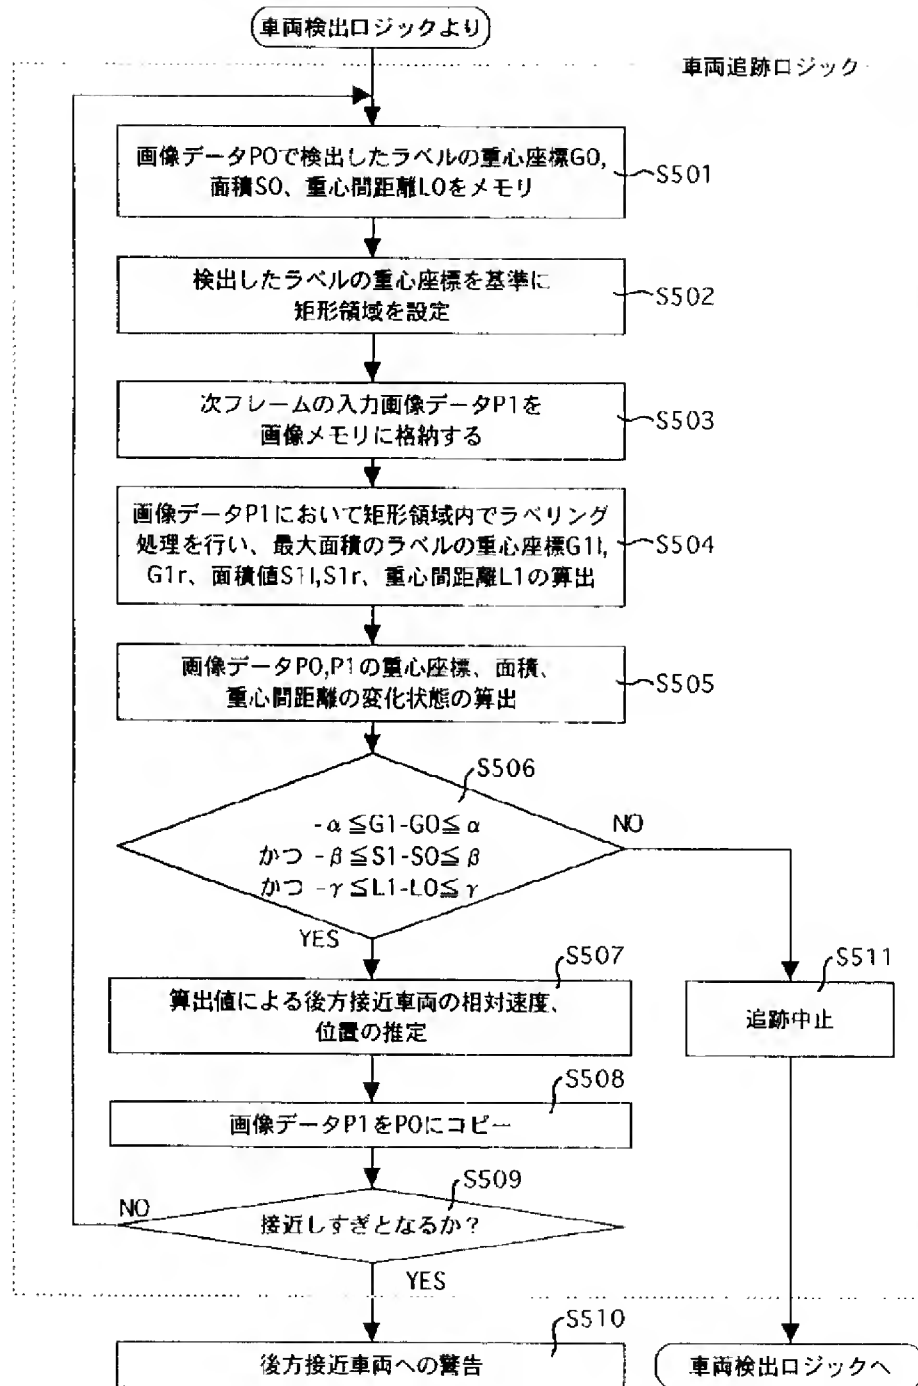 車両検出ロジックより
車両追跡ロジック
画像データP0で検出したラベルの重心座標G0,
面積S0、重心間距離L0をメモリ
S501
検出したラベルの重心座標を基準に
矩形領域を設定
S502
次フレームの入力画像データP1を
画像メモリに格納する
S503
画像データP1において矩形領域内でラベリング
処理を行い、最大面積のラベルの重心座標G1l,
G1r、面積値S1l,S1r、重心間距離L1の算出
S504
画像データP0,P1の重心座標、面積、
重心間距離の変化状態の算出
S505
S506
-α≦G1-G0≦α
かつ -β≦S1-S0≦β
かつ -γ≦L1-L0≦γ
NO
YES
S507
算出値による後方接近車両の相対速度、
位置の推定
S511
追跡中止
S508
画像データP1をP0にコピー
S509
接近しすぎとなるか？
NO
YES
S510
後方接近車両への警告
車両検出ロジックへ